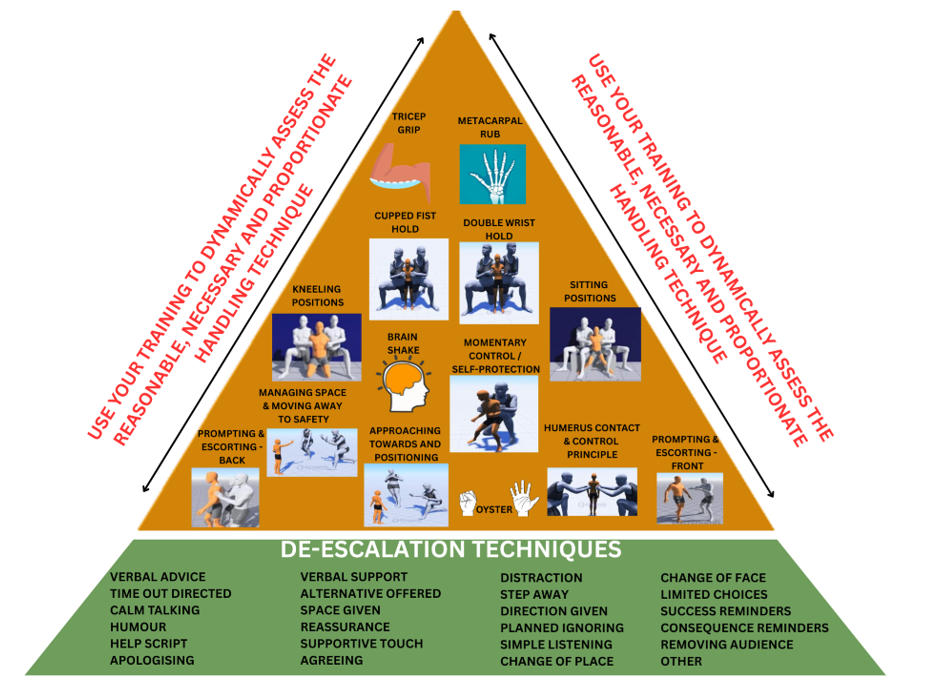 USE YOUR TRAINING TO DYNAMICALLY ASSESS THE
REASONABLE, NECESSARY AND PROPORTIONATE
HANDLING TECHNIQUE
USE YOUR TRAINING TO DYNAMICALLY ASSESS THE
REASONABLE, NECESSARY AND PROPORTIONATE
HANDLING TECHNIQUE
TRICEP
GRIP
METACARPAL
RUB
CUPPED FIST
HOLD
DOUBLE WRIST
HOLD
KNEELING
POSITIONS
SITTING
POSITIONS
BRAIN
SHAKE
MOMENTARY
CONTROL /
SELF-PROTECTION
MANAGING SPACE
& MOVING AWAY
TO SAFETY
PROMPTING &
ESCORTING -
BACK
APPROACHING
TOWARDS AND
POSITIONING
HUMERUS CONTACT
& CONTROL
PRINCIPLE
PROMPTING &
ESCORTING -
FRONT
OYSTER
DE-ESCALATION TECHNIQUES
VERBAL ADVICE
TIME OUT DIRECTED
CALM TALKING
HUMOUR
HELP SCRIPT
APOLOGISING
VERBAL SUPPORT
ALTERNATIVE OFFERED
SPACE GIVEN
REASSURANCE
SUPPORTIVE TOUCH
AGREEING
DISTRACTION
STEP AWAY
DIRECTION GIVEN
PLANNED IGNORING
SIMPLE LISTENING
CHANGE OF PLACE
CHANGE OF FACE
LIMITED CHOICES
SUCCESS REMINDERS
CONSEQUENCE REMINDERS
REMOVING AUDIENCE
OTHER